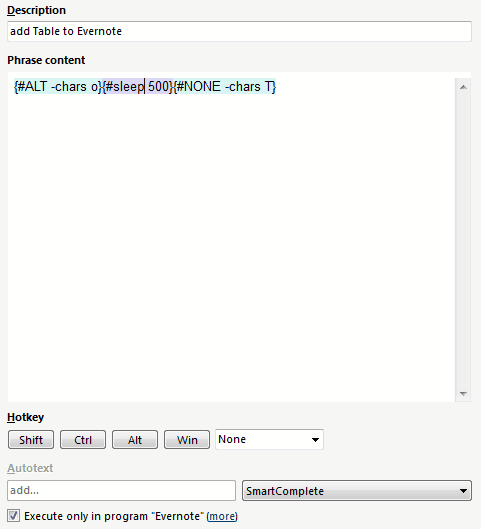 Description
add Table to Evernote
Phrase content
{#ALT -chars o}{#sleep 500}{#NONE -chars T}
Hotkey
Shift Ctrl Alt Win None
Autotext
add... SmartComplete
Execute only in program "Evernote" (more)